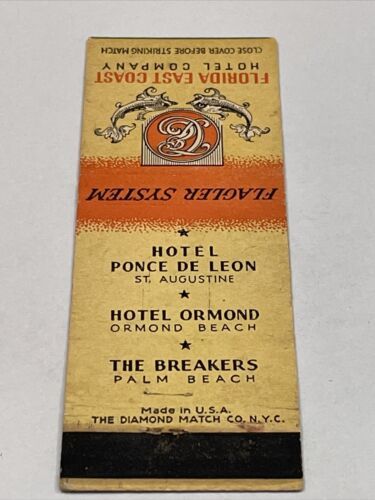 CLOSE COVER BEFORE STRIKING MATCH
FLORIDA EAST COAST
HOTEL COMPANY
FLAGLER SYSTEM
HOTEL
PONCE DE LEON
ST. AUGUSTINE
HOTEL ORMOND
ORMOND BEACH
THE BREAKERS
PALM BEACH
Made in U.S.A.
THE DIAMOND MATCH CO. N.Y.C.